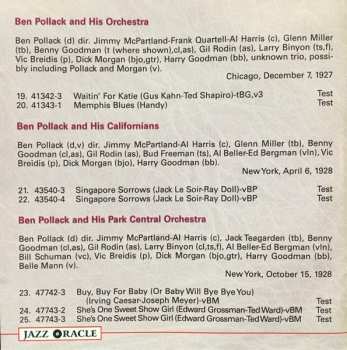 Ben Pollack and His Orchestra
Ben Pollack (d) dir. Jimmy McPartland-Frank Quartell-Al Harris (c), Glenn Miller
(tb), Benny Goodman (t (where shown),cl,as), Gil Rodin (as), Larry Binyon (ts,f),
Vic Breidis (p), Dick Morgan (bjo,gtr), Harry Goodman (bb), unknown trio, possi-
bly including Pollack and Morgan (v).
Chicago, December 7, 1927
19. 41342-3 Waitin' For Katie (Gus Kahn-Ted Shapiro)-tBG,v3 Test
20. 41343-1 Memphis Blues (Handy) Test
Ben Pollack and His Californians
Ben Pollack (d,v) dir. Jimmy McPartland-Al Harris (c), Glenn Miller (tb), Benny
Goodman (cl,as), Gil Rodin (as), Bud Freeman (ts), Al Beller-Ed Bergman (vln), Vic
Breidis (p), Dick Morgan (bjo), Harry Goodman (bb).
New York, April 6, 1928
21. 43540-3 Singapore Sorrows (Jack Le Soir-Ray Doll)-vBP Test
22. 43540-4 Singapore Sorrows (Jack Le Soir-Ray Doll)-vBP Test
Ben Pollack and His Park Central Orchestra
Ben Pollack (d) dir. Jimmy McPartland-Al Harris (c), Jack Teagarden (tb), Benny
Goodman (cl,as), Gil Rodin (as), Larry Binyon (cl,ts,fl), Al Beller-Ed Bergman (vln),
Bill Schuman (vc), Vic Breidis (p), Dick Morgan (bjo,gtr), Harry Goodman (bb),
Belle Mann (v).
New York, October 15, 1928
23. 47742-3 Buy, Buy For Baby (Or Baby Will Bye Bye You)
(Irving Caesar-Joseph Meyer)-vBM Test
24. 47743-2 She's One Sweet Show Girl (Edward Grossman-Ted Ward)-vBM Test
25. 47743-3 She's One Sweet Show Girl (Edward Grossman-Ted Ward)-vBM Test
JAZZ ORACLE